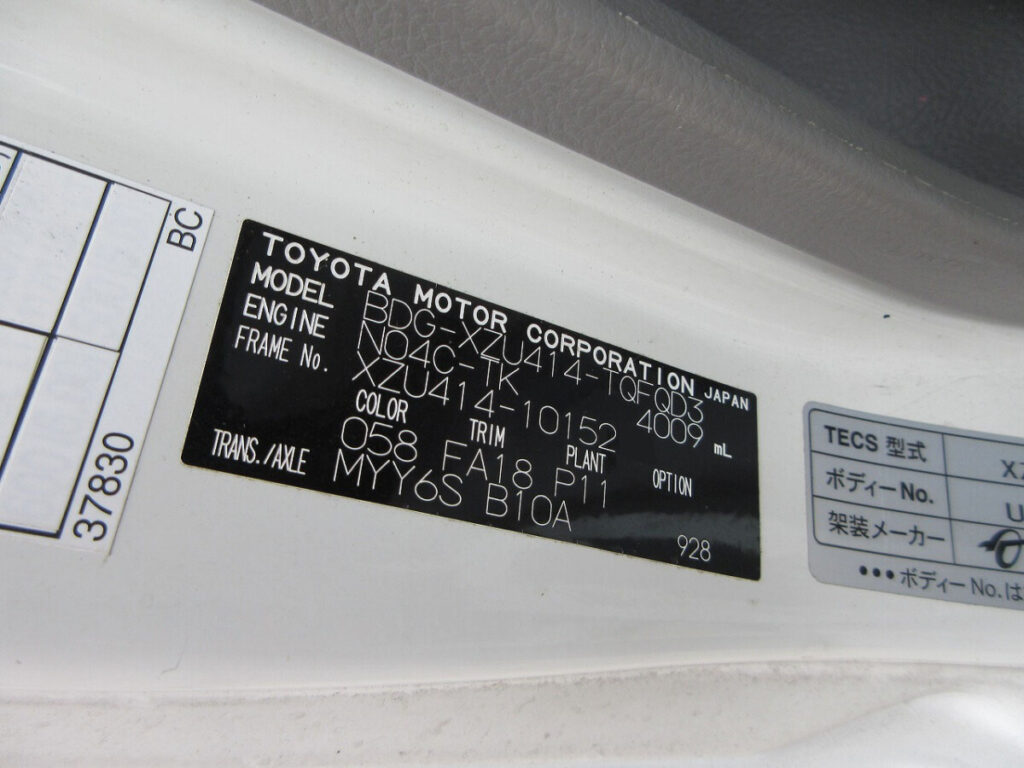 BC
37830
TOYOTA MOTOR CORPORATION JAPAN
MODEL BDG-XZU414-TQFQD3
ENGINE N04C-TK 4009 mL
FRAME No. XZU414-10152
COLOR TRIM PLANT OPTION
058 FA18 P11
TRANS./AXLE MYY6S B10A
928
TECS 型式
ボディーNo. U
架装メーカー
●●●ボディーNo.は